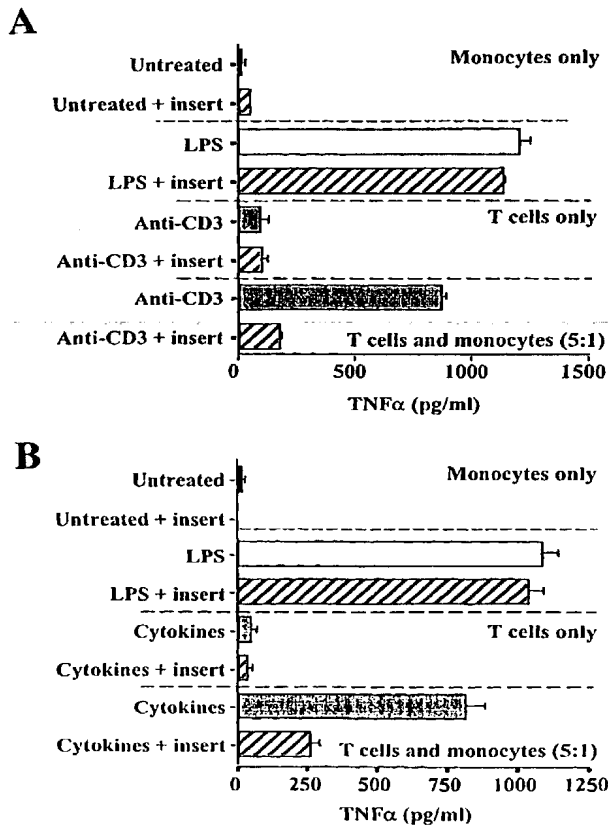 A
Untreated
Monocytes only
Untreated + insert
LPS
LPS + insert
Anti-CD3
T cells only
Anti-CD3 + insert
Anti-CD3
Anti-CD3 + insert
T cells and monocytes (5:1)
0 500 1000 1500
TNFα (pg/ml)
B
Untreated
Monocytes only
Untreated + insert
LPS
LPS + insert
Cytokines
T cells only
Cytokines + insert
Cytokines
Cytokines + insert
T cells and monocytes (5:1)
0 250 500 750 1000 1250
TNFα (pg/ml)